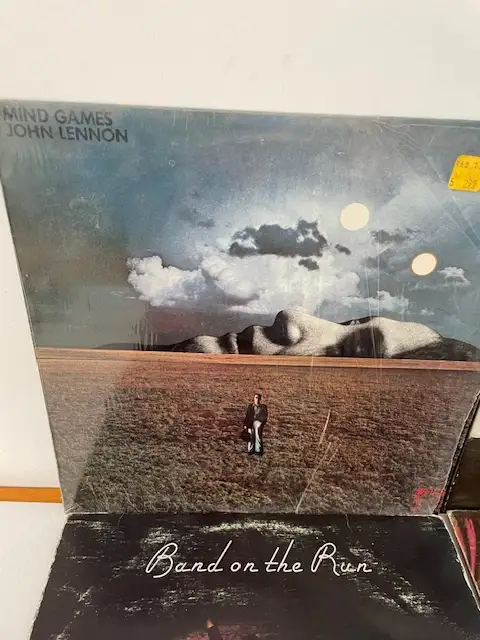 MIND GAMES
JOHN LENNON
Band on the Run